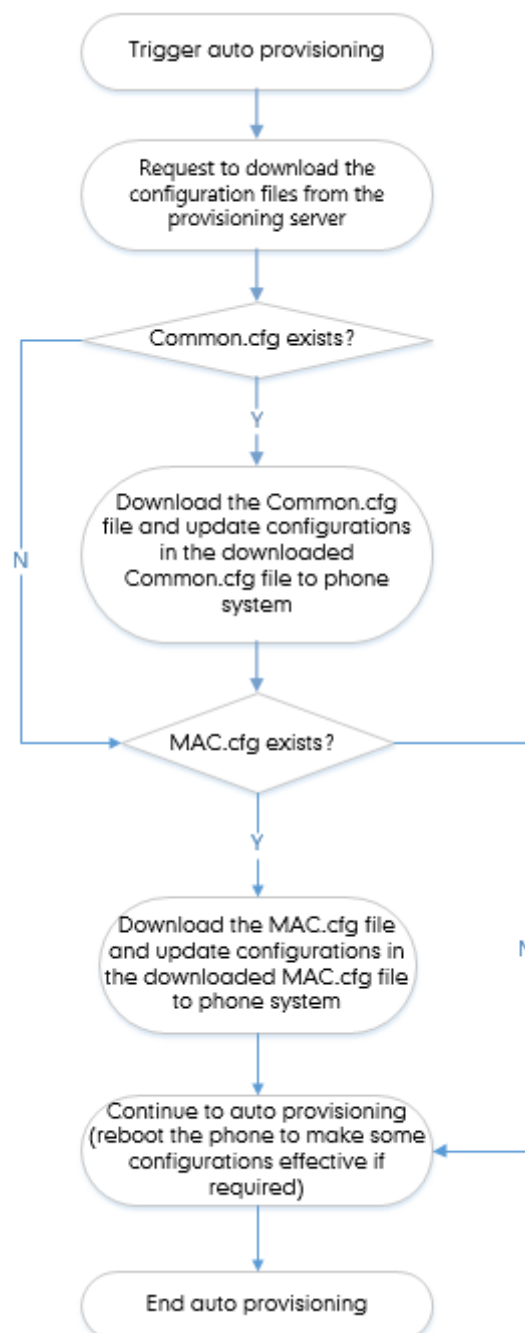 Trigger auto provisioning
Request to download the
configuration files from the
provisioning server
Common.cfg exists?
Y
Download the Common.cfg
file and update configurations
in the downloaded
Common.cfg file to phone
system
N
MAC.cfg exists?
Y
Download the MAC.cfg file
and update configurations in
the downloaded MAC.cfg file
to phone system
Continue to auto provisioning
(reboot the phone to make some
configurations effective if
required)
End auto provisioning